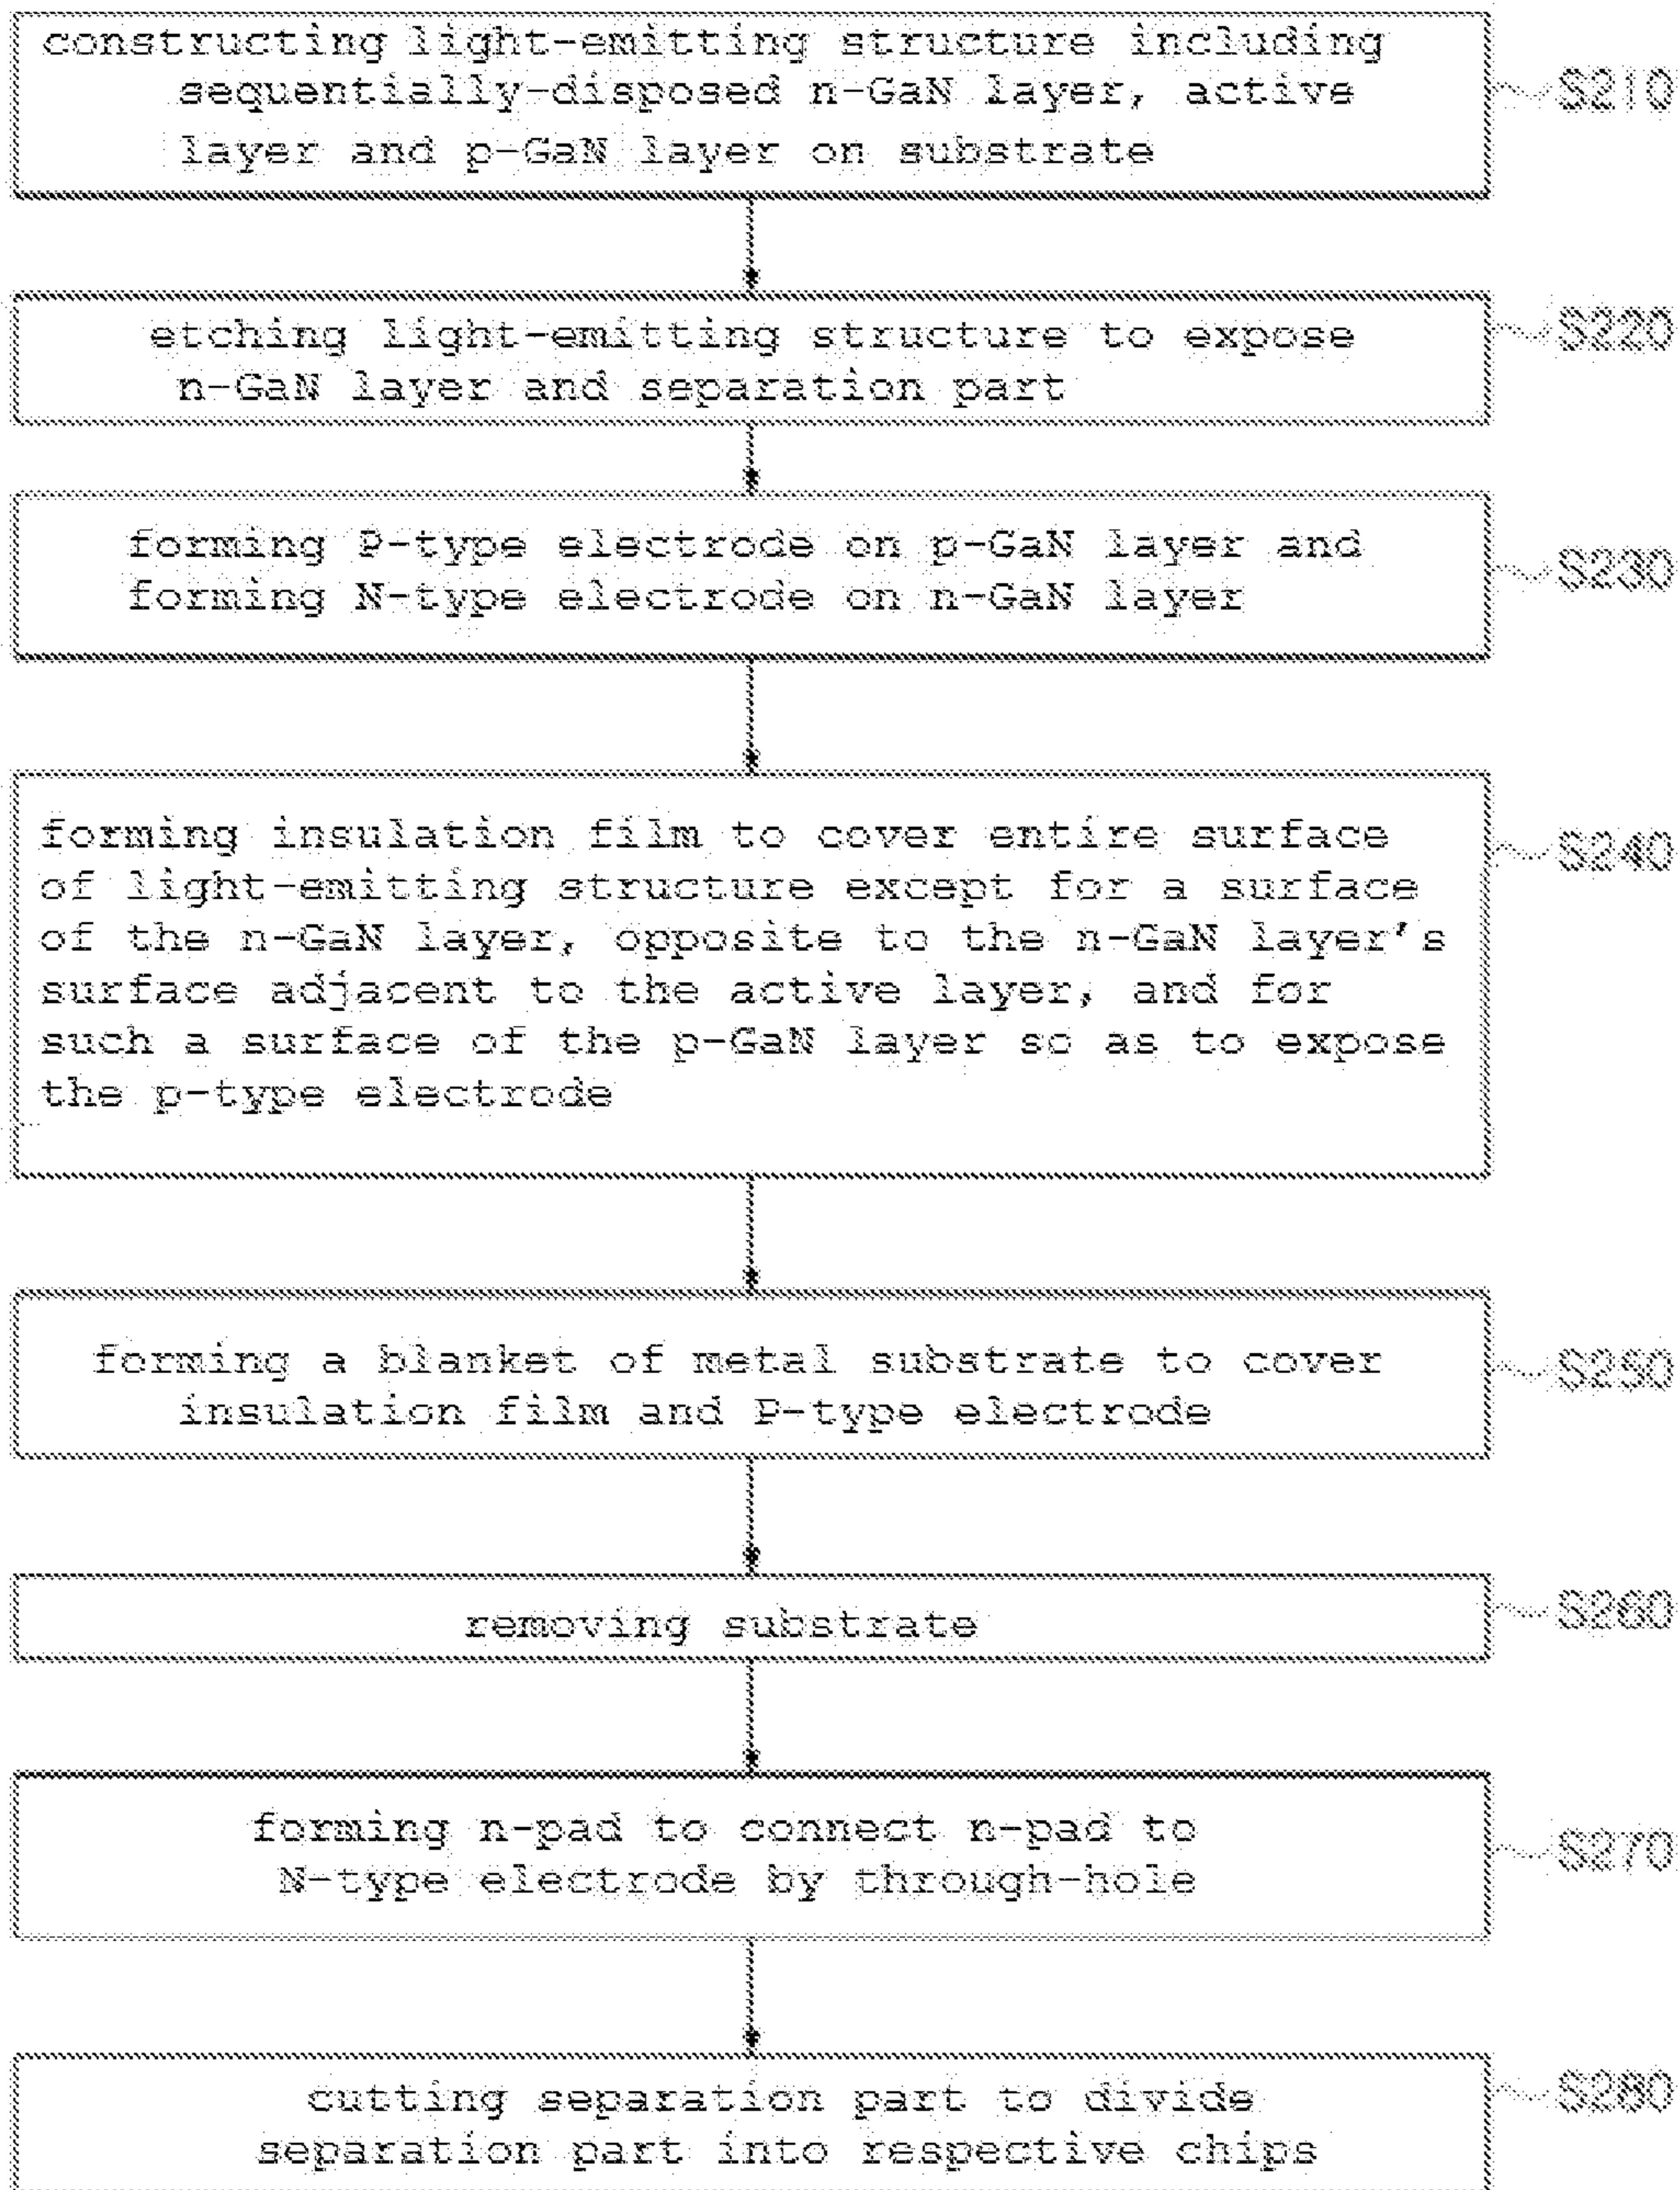 constructing light-emitting structure including
sequentially-disposed n-GaN layer, active
layer and p-GaN layer on substrate
S210
etching light-emitting structure to expose
n-GaN layer and separation part
S220
forming P-type electrode on p-GaN layer and
forming N-type electrode on n-GaN layer
S230
forming insulation film to cover entire surface
of light-emitting structure except for a surface
of the n-GaN layer, opposite to the n-GaN layer's
surface adjacent to the active layer, and for
such a surface of the p-GaN layer so as to expose
the p-type electrode
S240
forming a blanket of metal substrate to cover
insulation film and P-type electrode
S250
removing substrate
S260
forming n-pad to connect n-pad to
N-type electrode by through-hole
S270
cutting separation part to divide
separation part into respective chips
S280